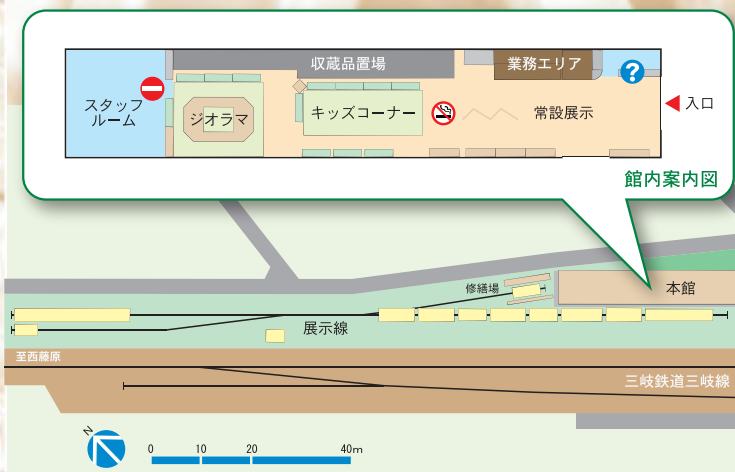 収蔵品置場
業務エリア
?
スタッフ
ルーム
ジオラマ
キッズコーナー
常設展示
入口
館内案内図
修繕場
本館
展示線
至西藤原
三岐鉄道三岐線
N
0 10 20 40m